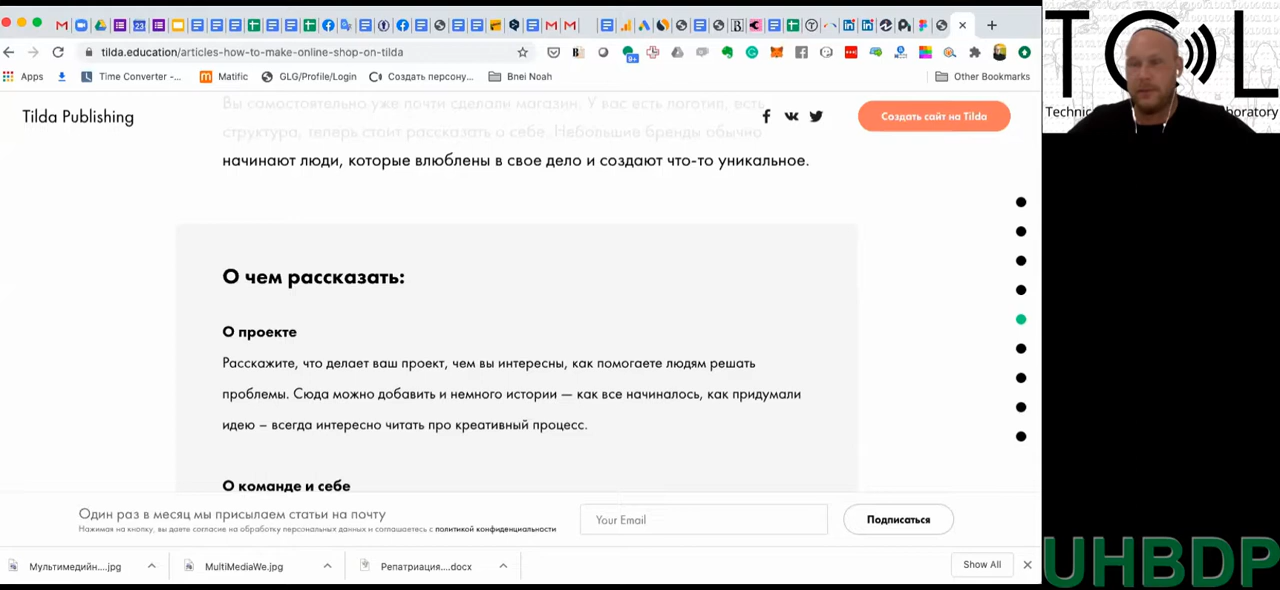 tilda.education/articles-how-to-make-online-shop-on-tilda
Apps
Time Converter -...
Matific
GLG/Profile/Login
Создать персону...
Bnei Noah
Other Bookmarks
Tilda Publishing
Создать сайт на Tilda
Вы самостоятельно уже почти сделали магазин. У вас есть логотип, есть
структура, теперь стоит рассказать о себе. Небольшие бренды обычно
начинают люди, которые влюблены в свое дело и создают что-то уникальное.
О чем рассказать:
О проекте
Расскажите, что делает ваш проект, чем вы интересны, как помогаете людям решать
проблемы. Сюда можно добавить и немного истории — как все начиналось, как придумали
идею – всегда интересно читать про креативный процесс.
О команде и себе
Один раз в месяц мы присылаем статьи на почту
Нажимая на кнопку, вы даете согласие на обработку персональных данных и соглашаетесь с политикой конфиденциальности
Your Email
Подписаться
Мультимедийн....jpg
MultiMediaWe.jpg
Репатриация....docx
Show All
UHBDP